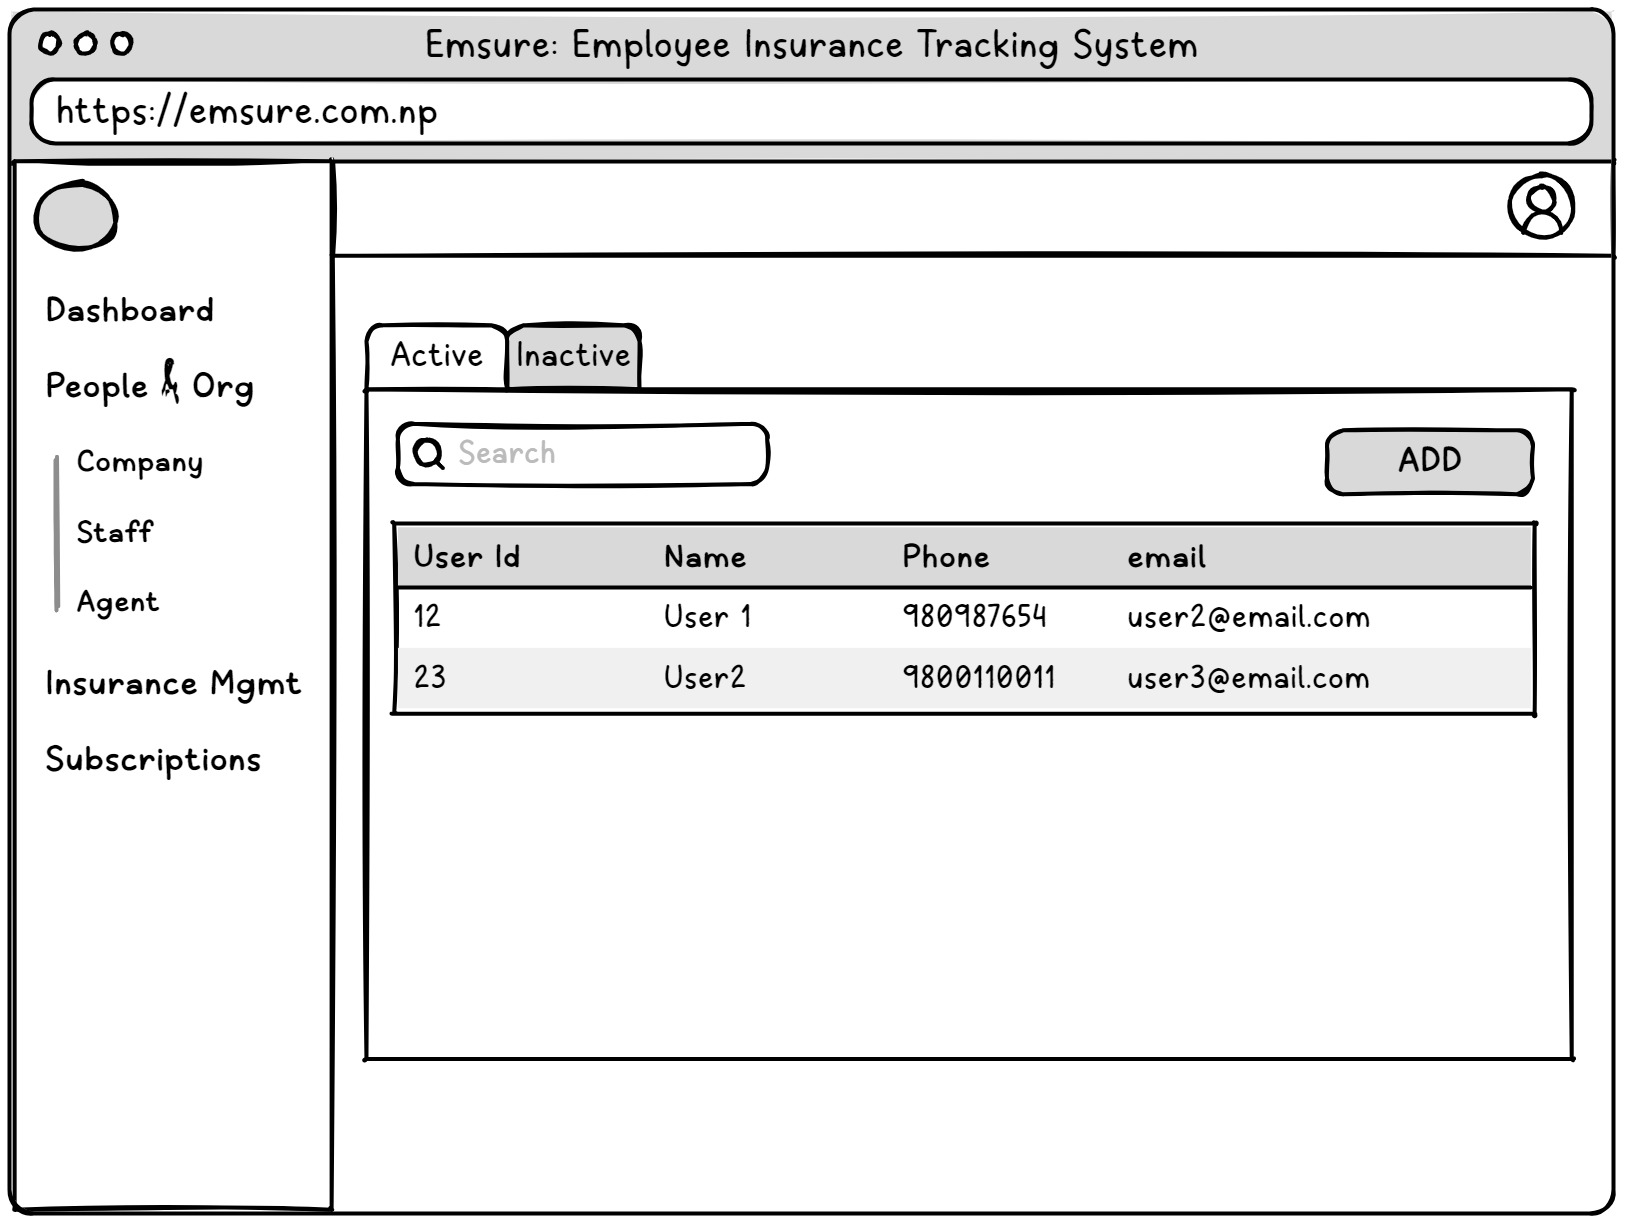 Emsure: Employee Insurance Tracking System
https://emsure.com.np
Dashboard
People & Org
Company
Staff
Agent
Insurance Mgmt
Subscriptions
Active Inactive
Search
ADD
User Id Name Phone email
12 User 1 980987654 user2@email.com
23 User2 9800110011 user3@email.com